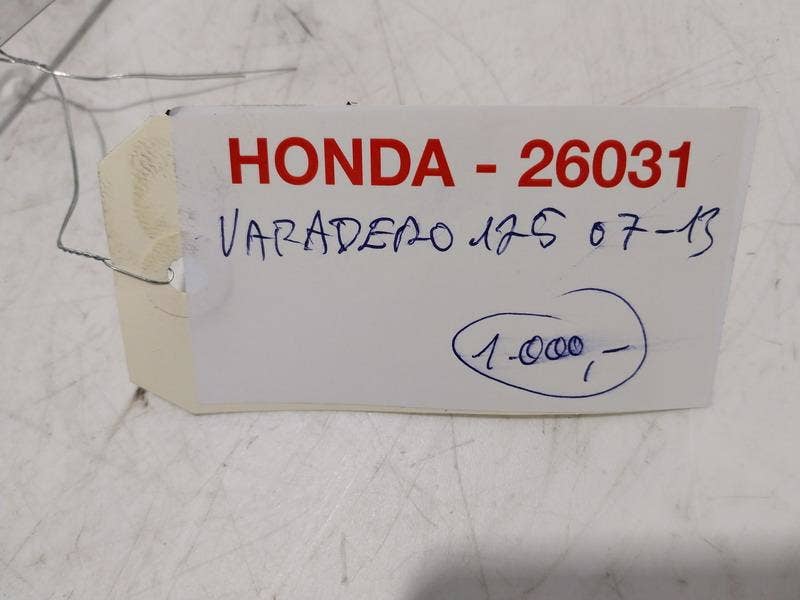 HONDA - 26031
VARADERO 125 07-13
1.000,-